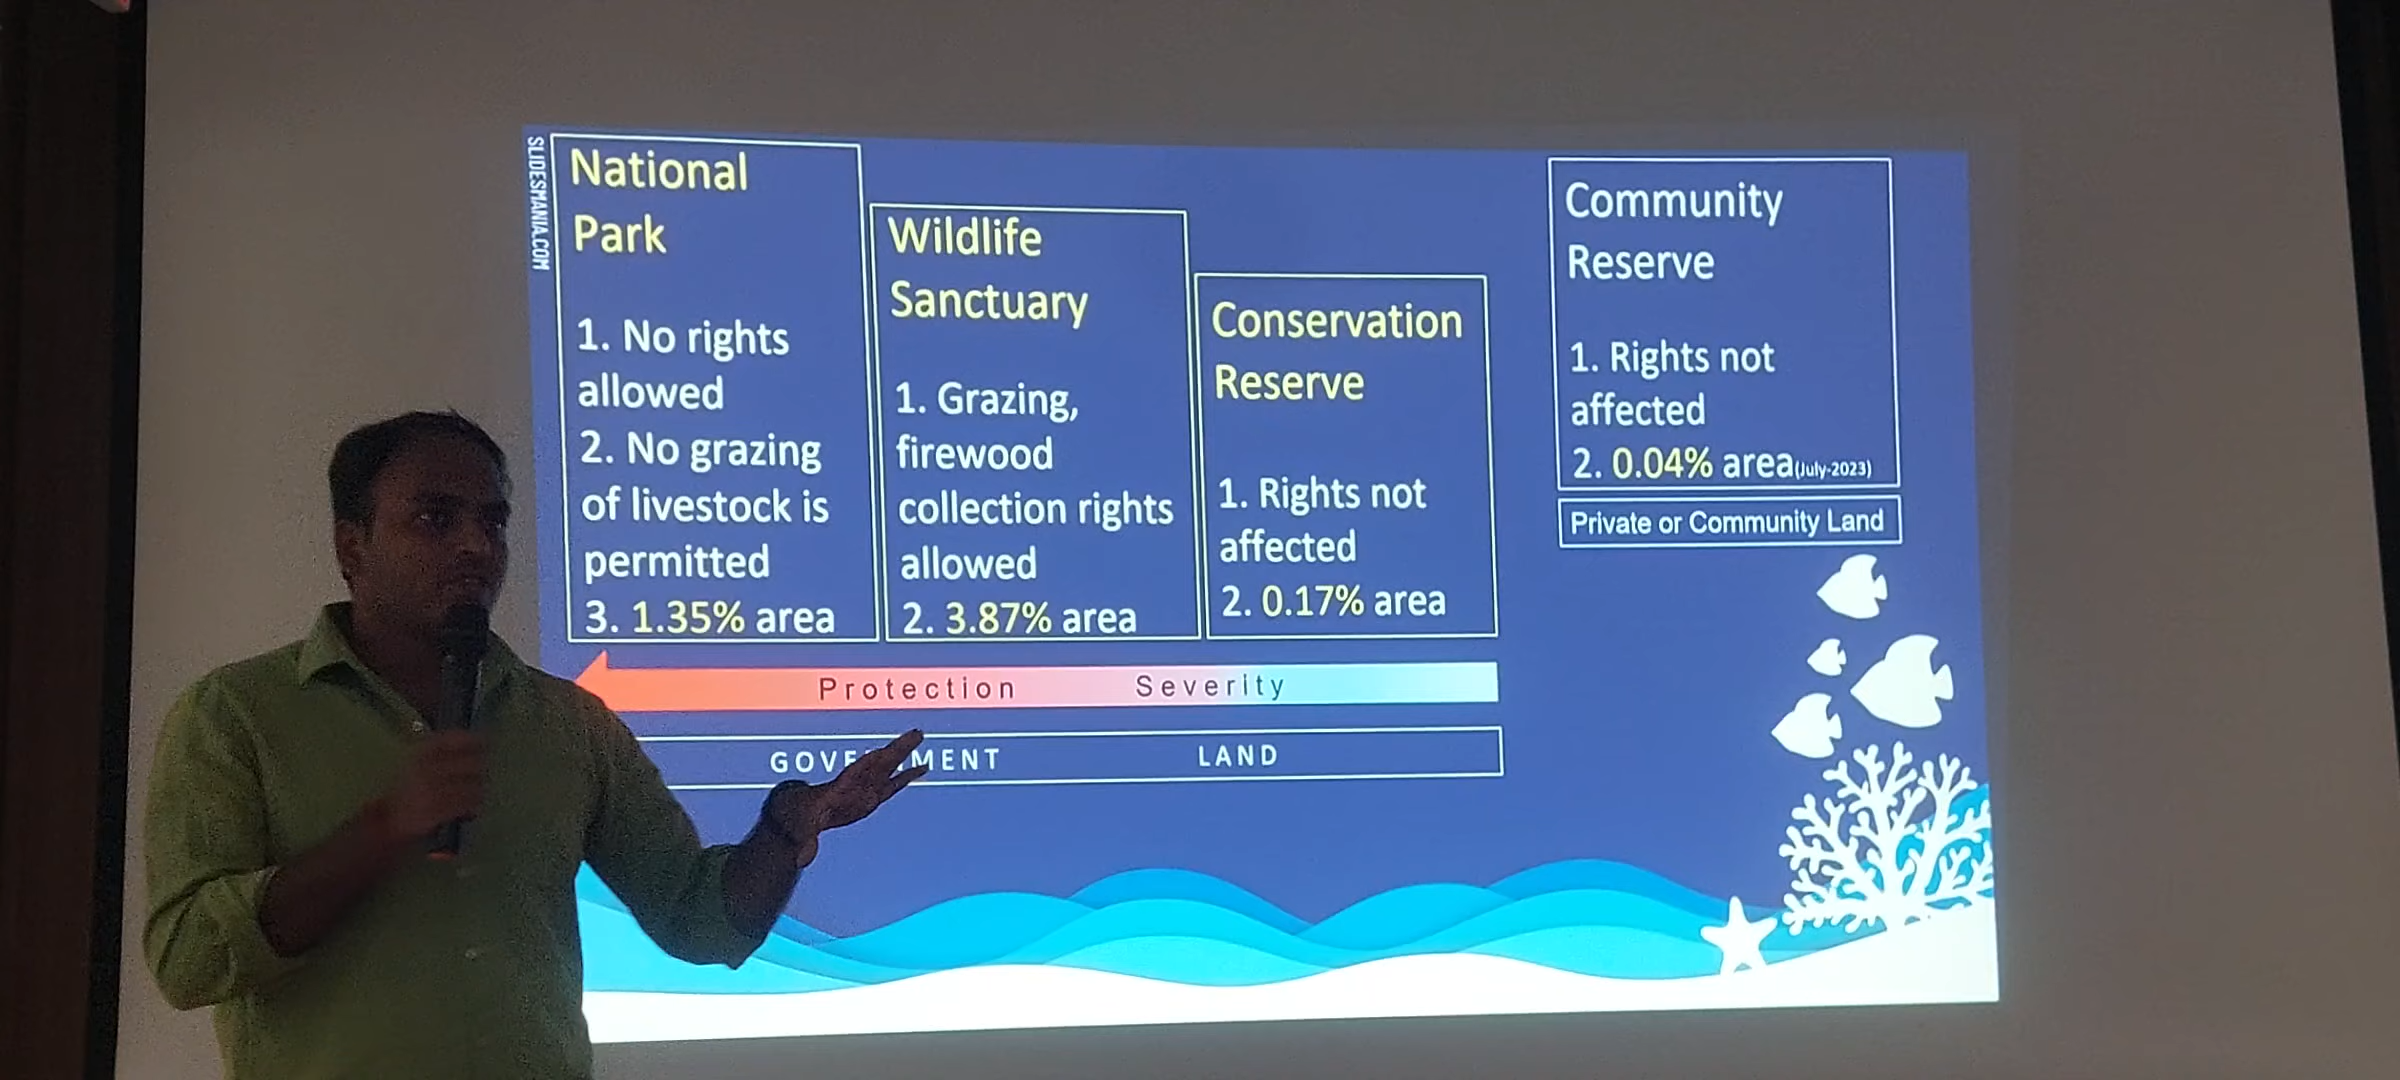 SLIDESMANIA.COM
National
Park
1. No rights
allowed
2. No grazing
of livestock is
permitted
3. 1.35% area
Wildlife
Sanctuary
1. Grazing,
firewood
collection rights
allowed
2. 3.87% area
Conservation
Reserve
1. Rights not
affected
2. 0.17% area
Community
Reserve
1. Rights not
affected
2. 0.04% area(July-2023)
Private or Community Land
Protection Severity
LAND